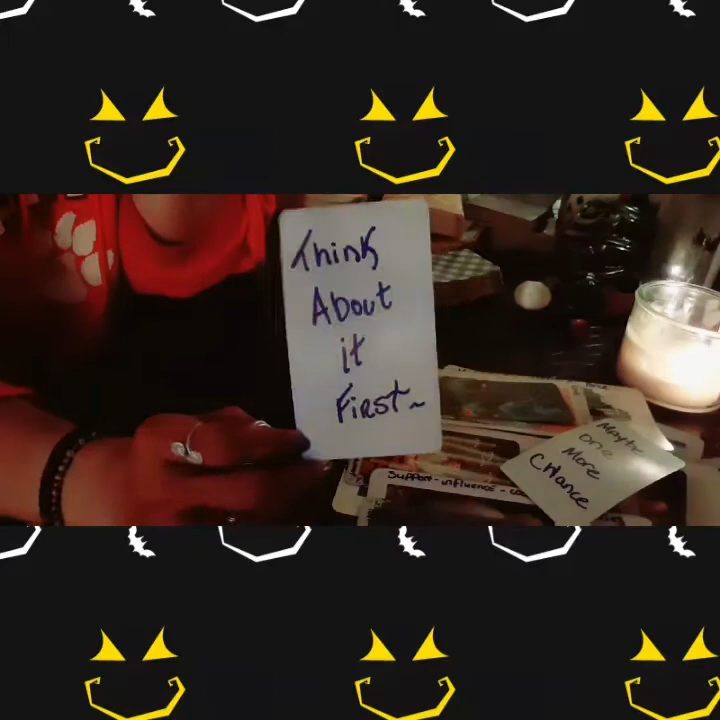 Think
About
it
First~
Maybe
one
More
CHance
Support - influence -